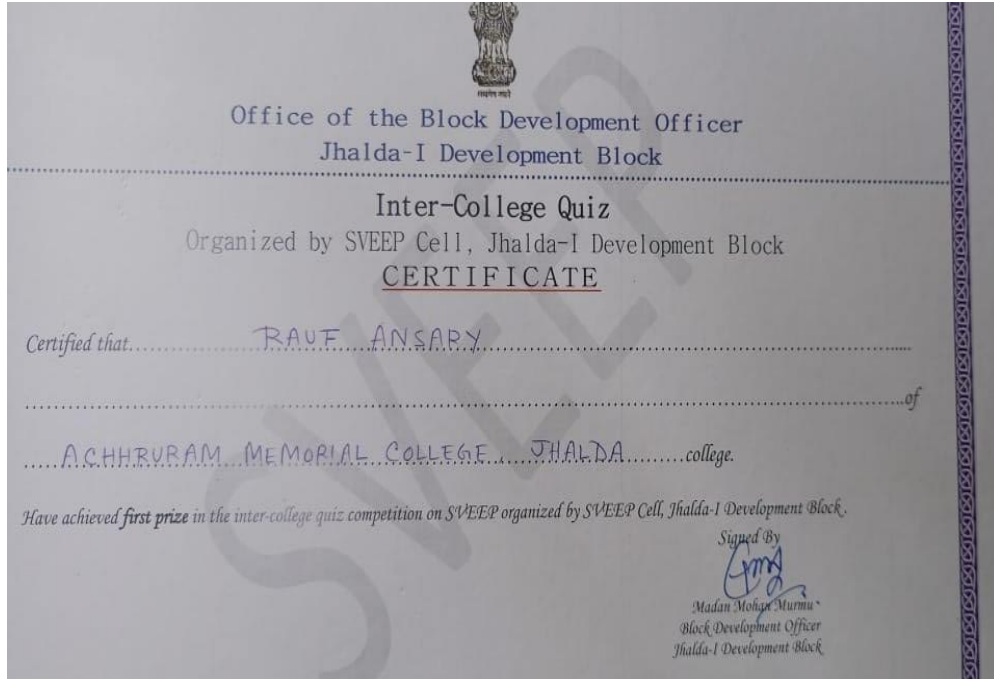 सत्यमेव जयते
Office of the Block Development Officer
Jhalda-I Development Block
Inter-College Quiz
Organized by SVEEP Cell, Jhalda-I Development Block
CERTIFICATE
Certified that.................RAUF ANSARY..................................................
..........................................................................................of
.....ACHHRURAM MEMORIAL COLLEGE, JHALDA.........college.
Have achieved first prize in the inter-college quiz competition on SVEEP organized by SVEEP Cell, Jhalda-I Development Block.
Signed By
Madan Mohan Murmu
Block Development Officer
Jhalda-I Development Block
SVEEP